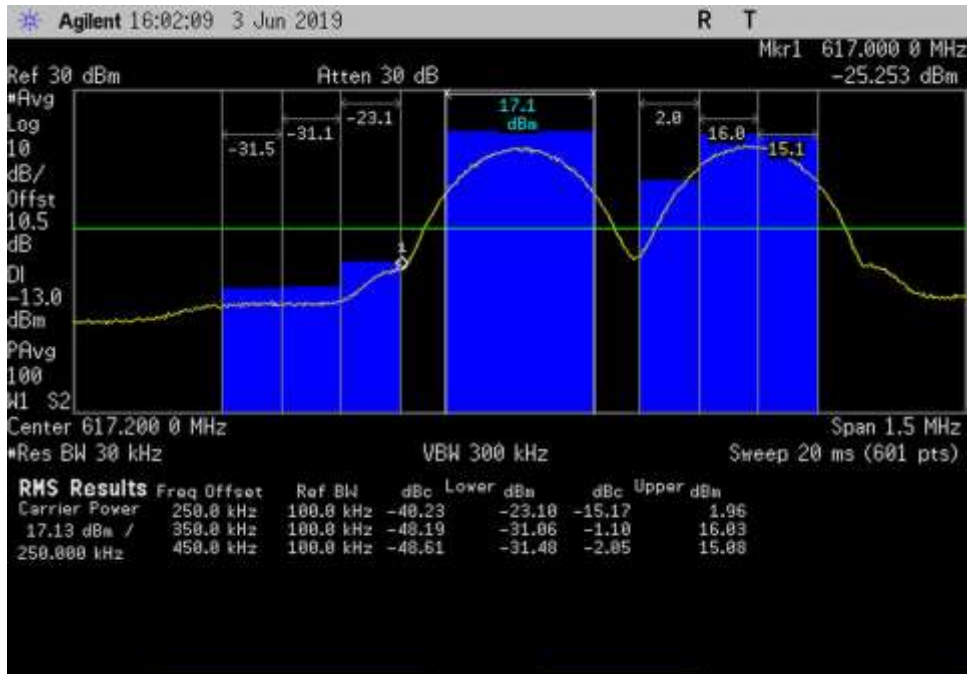 Agilent 16:02:09 3 Jun 2019 R T
Mkr1 617.000 0 MHz
Ref 30 dBm Atten 30 dB -25.253 dBm
#Avg
Log
10
dB/
Offst
10.5
dB
DI
-13.0
dBm
PAvg
100
W1 S2
-31.5 -31.1 -23.1 17.1 dBm 2.0 16.0 15.1
1
Center 617.200 0 MHz Span 1.5 MHz
#Res BW 30 kHz VBW 300 kHz Sweep 20 ms (601 pts)
RMS Results Freq Offset Ref BW dBc Lower dBm dBc Upper dBm
Carrier Power 250.0 kHz 100.0 kHz -40.23 -23.10 -15.17 1.96
17.13 dBm / 350.0 kHz 100.0 kHz -48.19 -31.06 -1.10 16.03
250.000 kHz 450.0 kHz 100.0 kHz -48.61 -31.48 -2.05 15.08